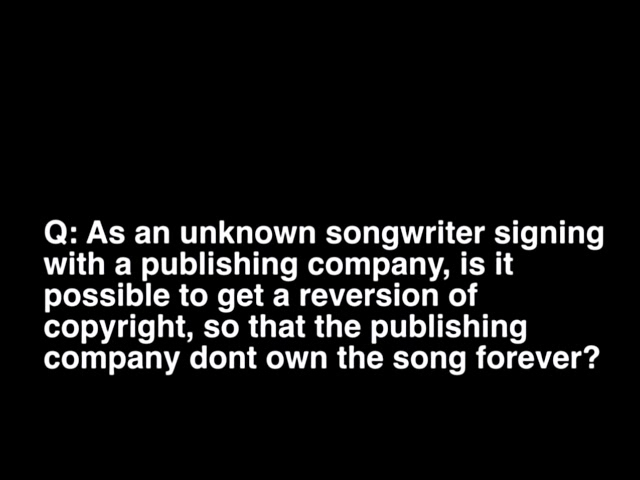 Q: As an unknown songwriter signing
with a publishing company, is it
possible to get a reversion of
copyright, so that the publishing
company dont own the song forever?